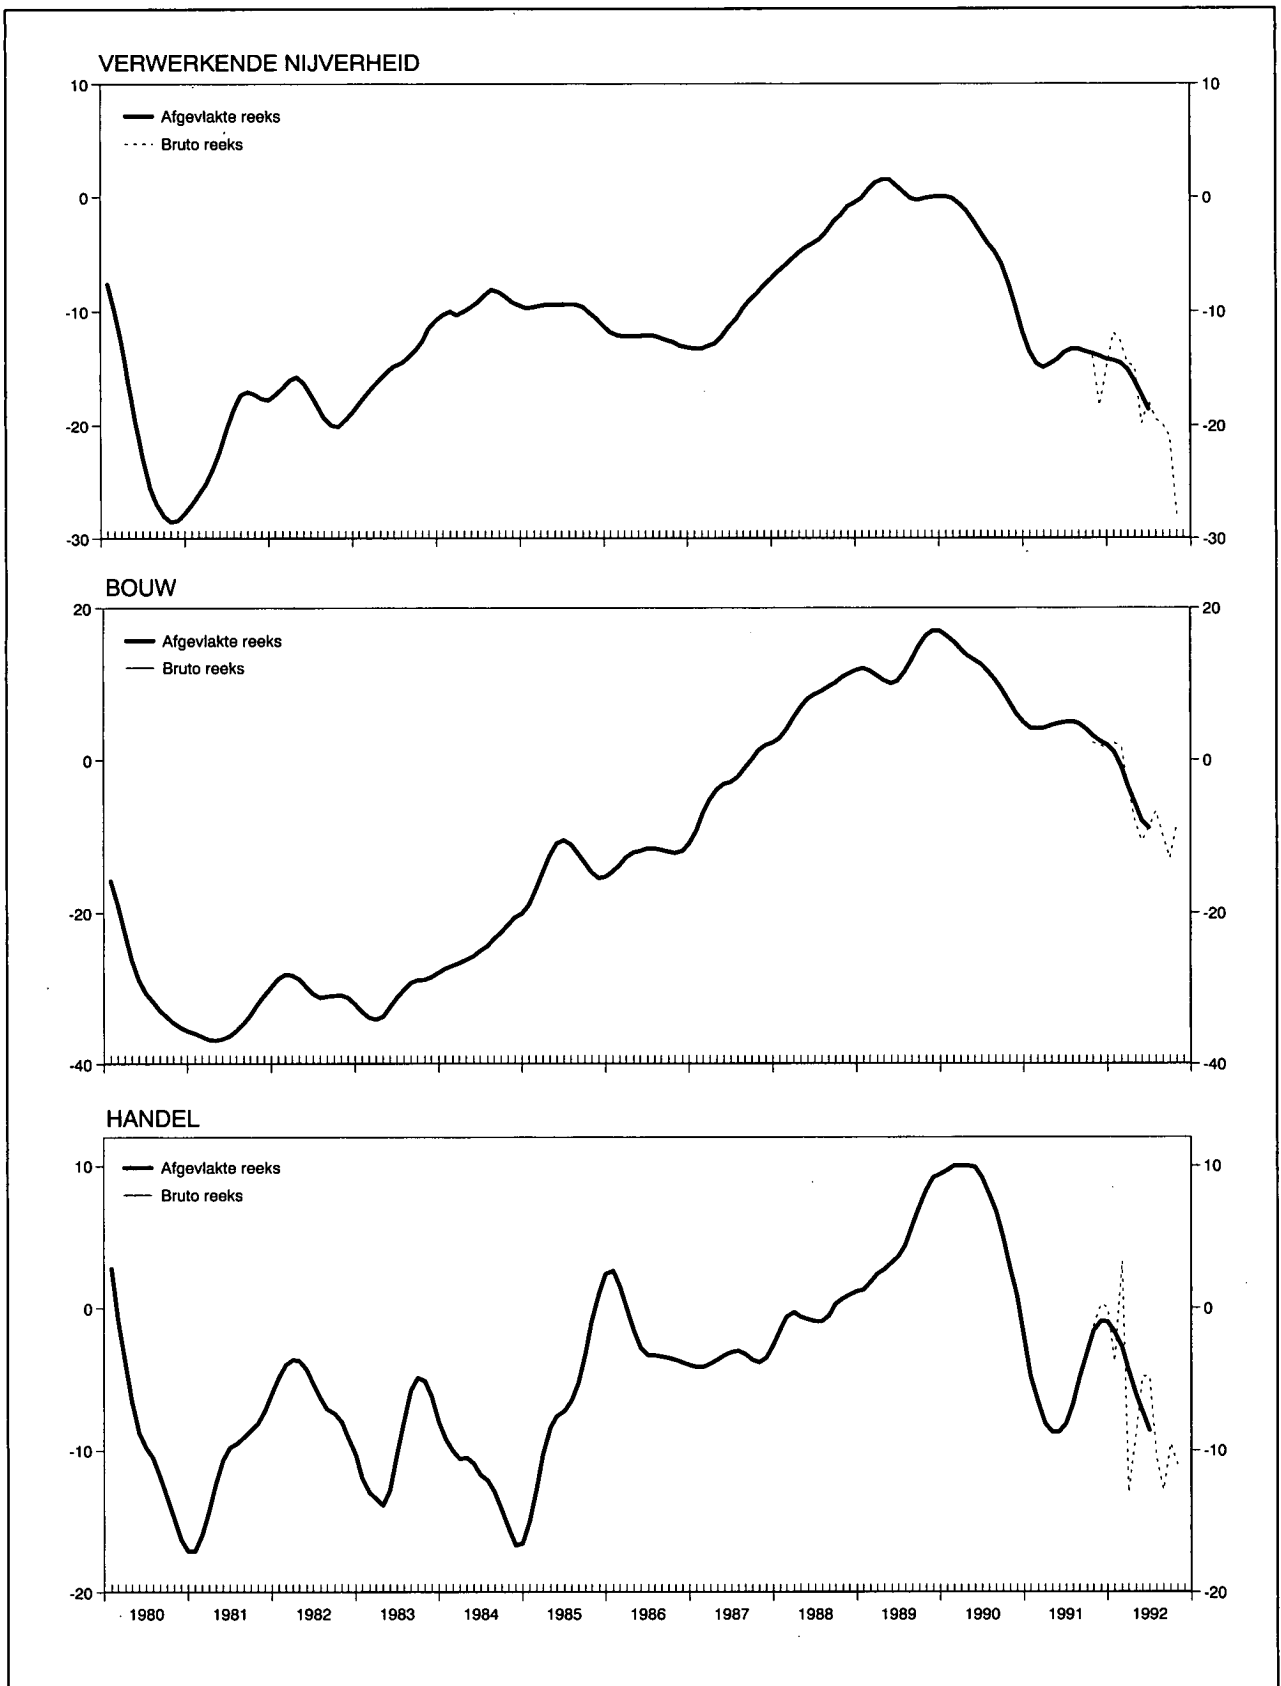 VERWERKENDE NIJVERHEID
10 10
Afgevlakte reeks
Bruto reeks
0 0
-10 -10
-20 -20
-30 -30
BOUW
20 20
Afgevlakte reeks
Bruto reeks
0 0
-20 -20
-40 -40
HANDEL
10 10
Afgevlakte reeks
Bruto reeks
0 0
-10 -10
-20 -20
1980 1981 1982 1983 1984 1985 1986 1987 1988 1989 1990 1991 1992